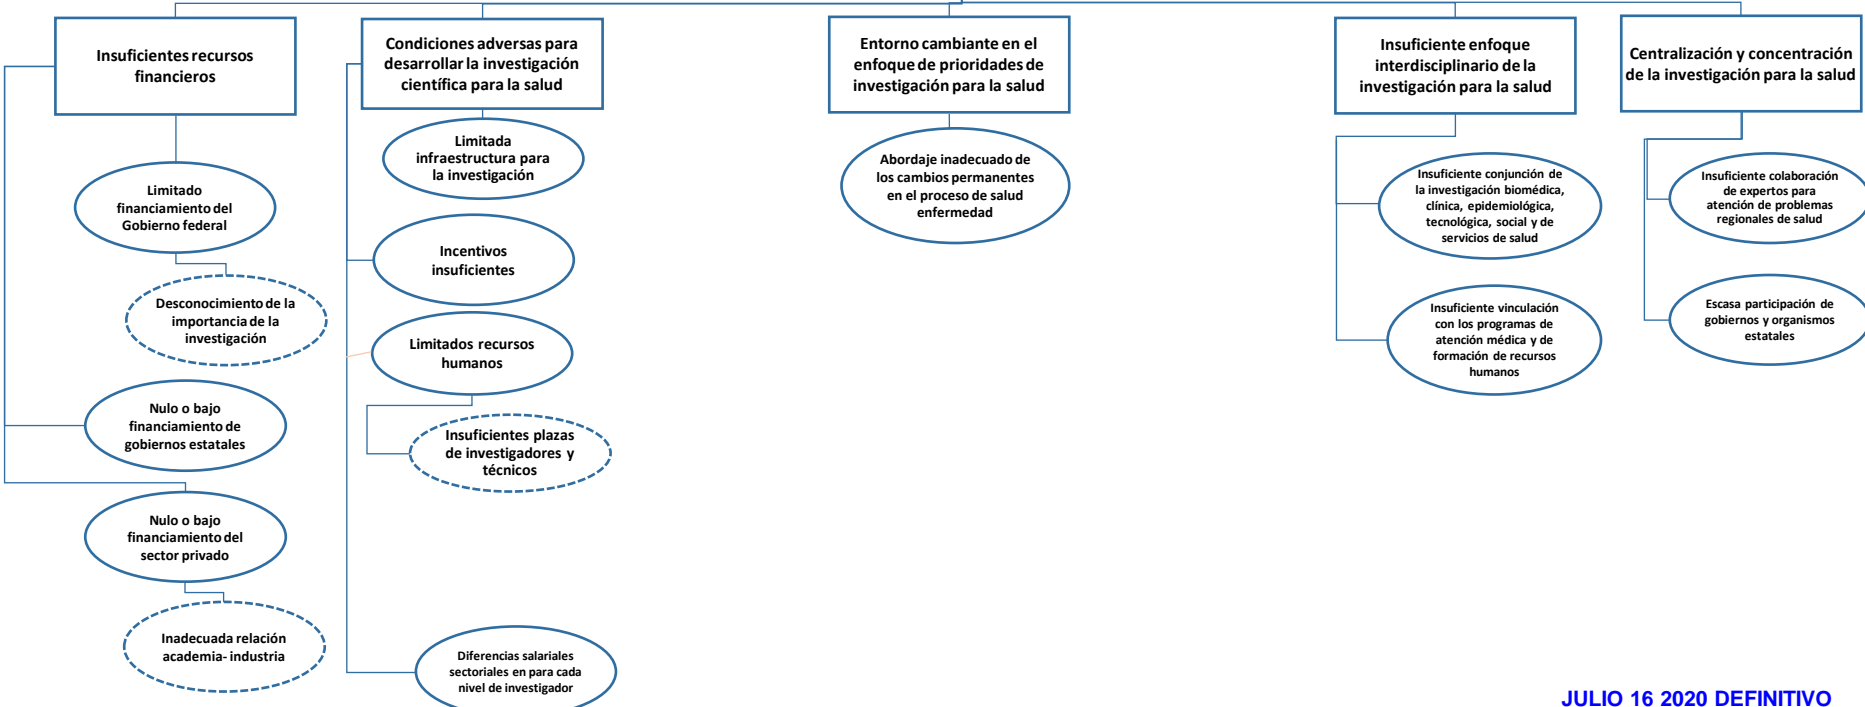 Insuficientes recursos
financieros
Limitado
financiamiento del
Gobierno federal
Desconocimiento de la
importancia de la
investigación
Nulo o bajo
financiamiento de
gobiernos estatales
Nulo o bajo
financiamiento del
sector privado
Inadecuada relación
academia- industria
Condiciones adversas para
desarrollar la investigación
científica para la salud
Limitada
infraestructura para
la investigación
Incentivos
insuficientes
Limitados recursos
humanos
Insuficientes plazas
de investigadores y
técnicos
Diferencias salariales
sectoriales en para cada
nivel de investigador
Entorno cambiante en el
enfoque de prioridades de
investigación para la salud
Abordaje inadecuado de
los cambios permanentes
en el proceso de salud
enfermedad
Insuficiente enfoque
interdisciplinario de la
investigación para la salud
Insuficiente conjunción de
la investigación biomédica,
clínica, epidemiológica,
tecnológica, social y de
servicios de salud
Insuficiente vinculación
con los programas de
atención médica y de
formación de recursos
humanos
Centralización y concentración
de la investigación para la salud
Insuficiente colaboración
de expertos para
atención de problemas
regionales de salud
Escasa participación de
gobiernos y organismos
estatales
JULIO 16 2020 DEFINITIVO